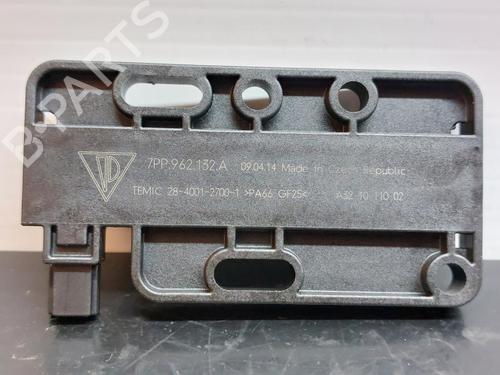 B-PARTS
7PP.962.132.A 09.04.14 Made in Czech Republic
TEMIC 28-4001-2700-1 >PA66 GF25< A32 10 110 02